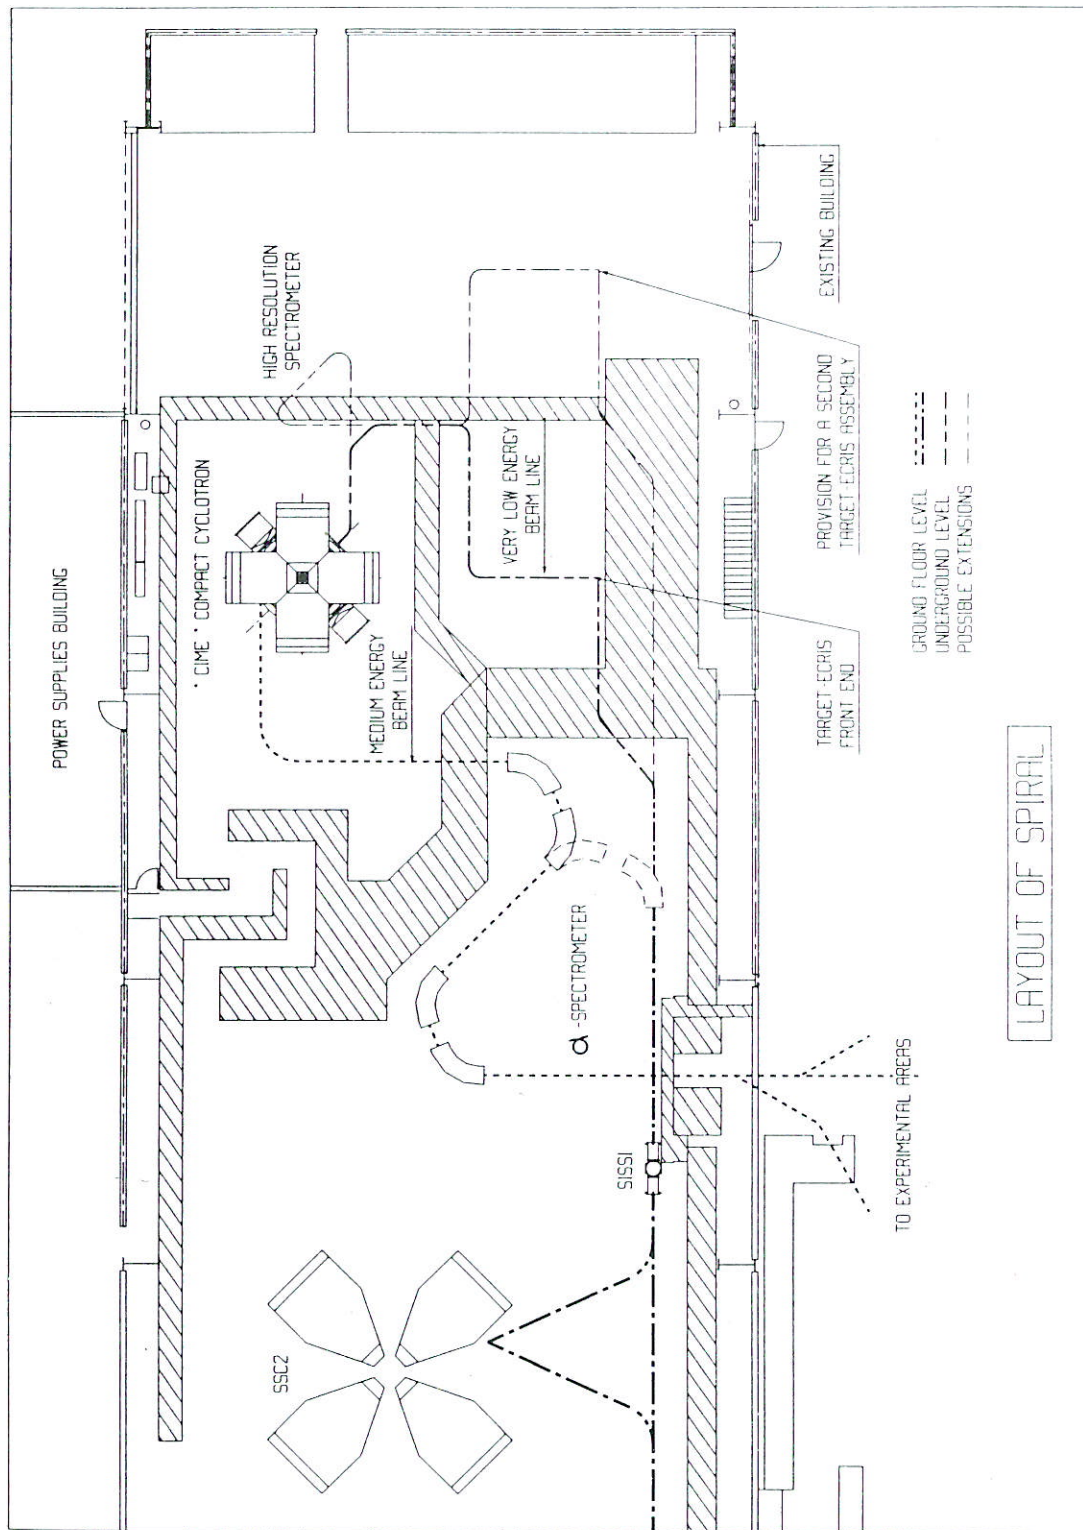 POWER SUPPLIES BUILDING
" CIME " COMPACT CYCLOTRON
HIGH RESOLUTION
SPECTROMETER
MEDIUM ENERGY
BEAM LINE
VERY LOW ENERGY
BEAM LINE
SSC2
SISSI
α -SPECTROMETER
TO EXPERIMENTAL AREAS
TARGET-ECRIS
FRONT END
PROVISION FOR A SECOND
TARGET-ECRIS ASSEMBLY
EXISTING BUILDING
GROUND FLOOR LEVEL
UNDERGROUND LEVEL
POSSIBLE EXTENSIONS
LAYOUT OF SPIRAL